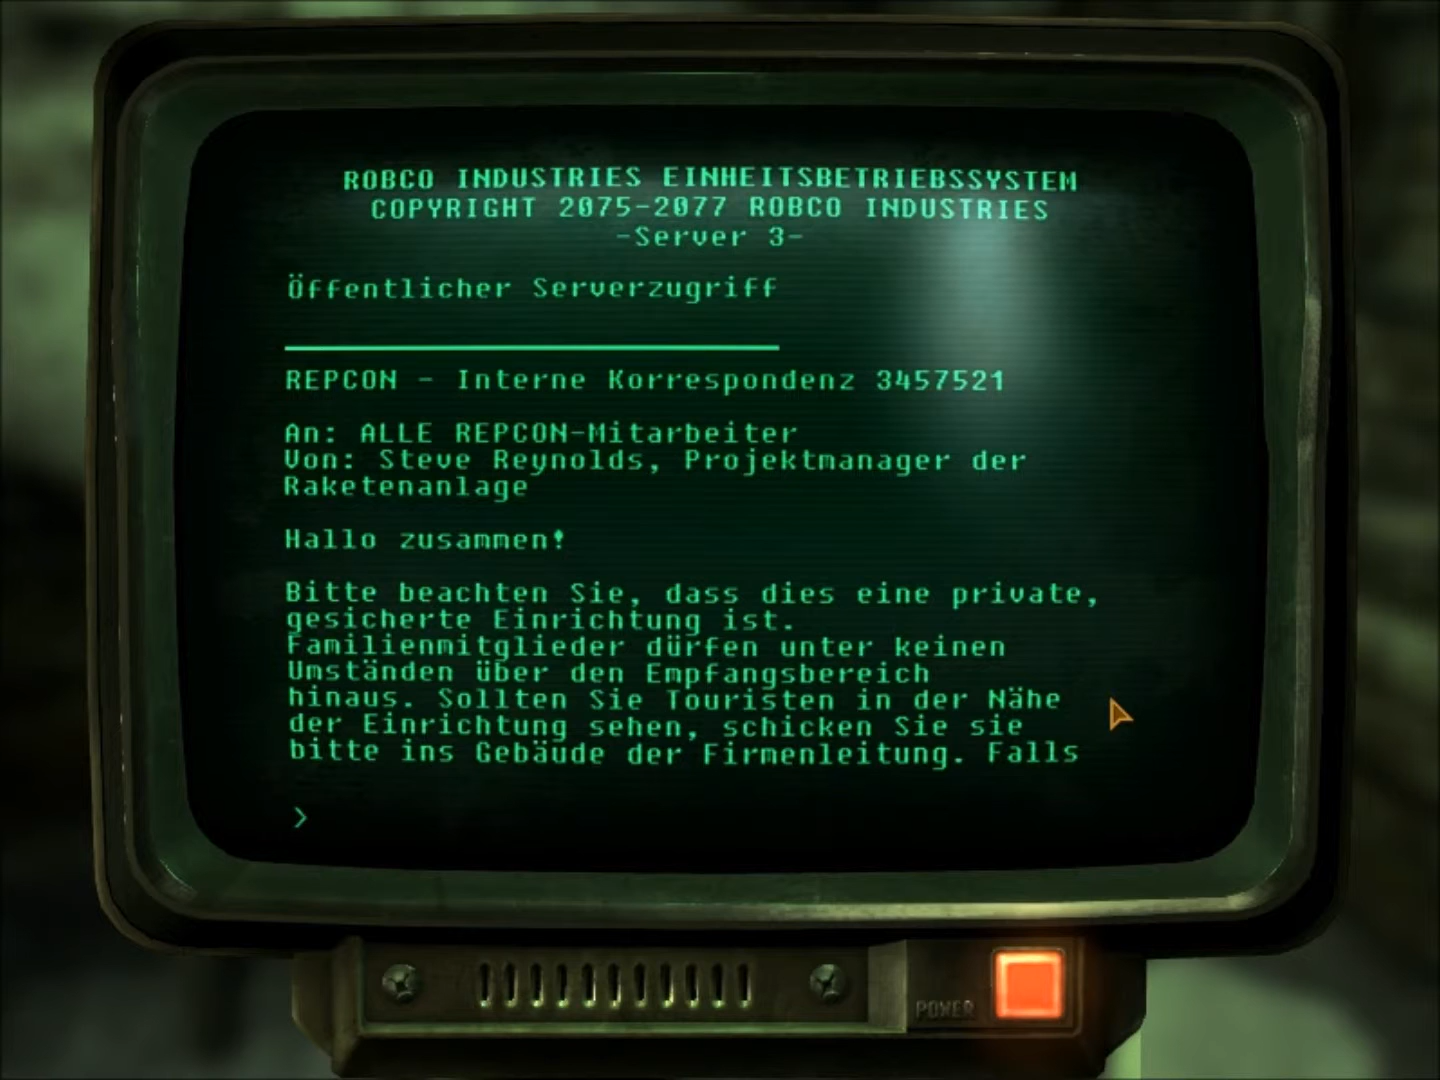 ROBCO INDUSTRIES EINHEITSBETRIEBSSYSTEM
COPYRIGHT 2075-2077 ROBCO INDUSTRIES
-Server 3-
Öffentlicher Serverzugriff
REPCON - Interne Korrespondenz 3457521
An: ALLE REPCON-Mitarbeiter
Von: Steve Reynolds, Projektmanager der
Raketenanlage
Hallo zusammen!
Bitte beachten Sie, dass dies eine private,
gesicherte Einrichtung ist.
Familienmitglieder dürfen unter keinen
Umständen über den Empfangsbereich
hinaus. Sollten Sie Touristen in der Nähe
der Einrichtung sehen, schicken Sie sie
bitte ins Gebäude der Firmenleitung. Falls
>
POWER